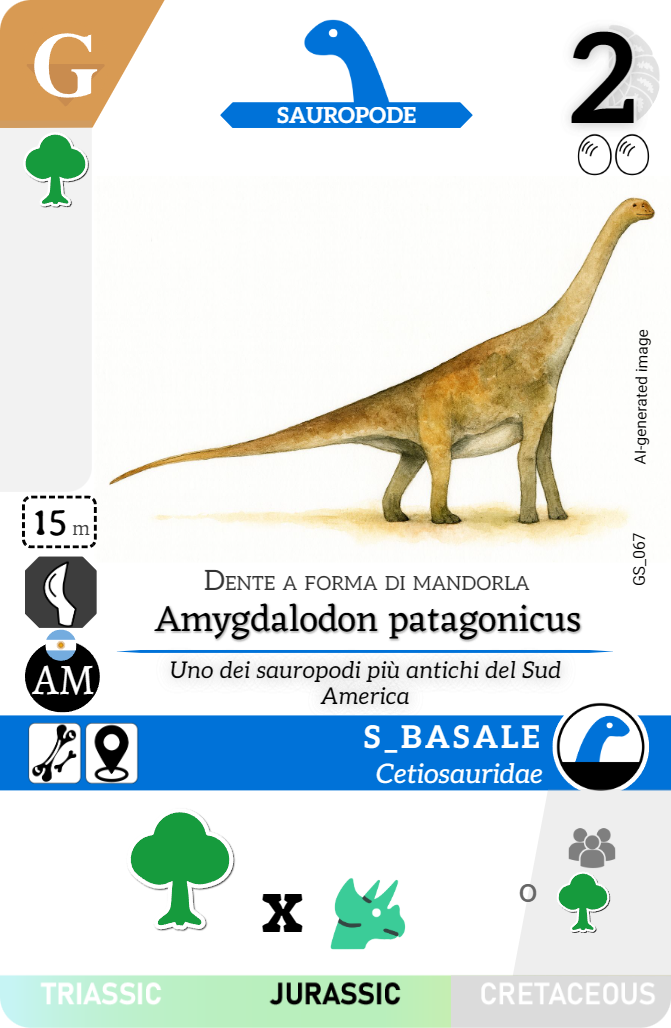 G
SAUROPODE
2
AI-generated image
15 m
GS_067
DENTE A FORMA DI MANDORLA
Amygdalodon patagonicus
AM
Uno dei sauropodi più antichi del Sud
America
S_BASALE
Cetiosauridae
x
o
TRIASSIC JURASSIC CRETACEOUS